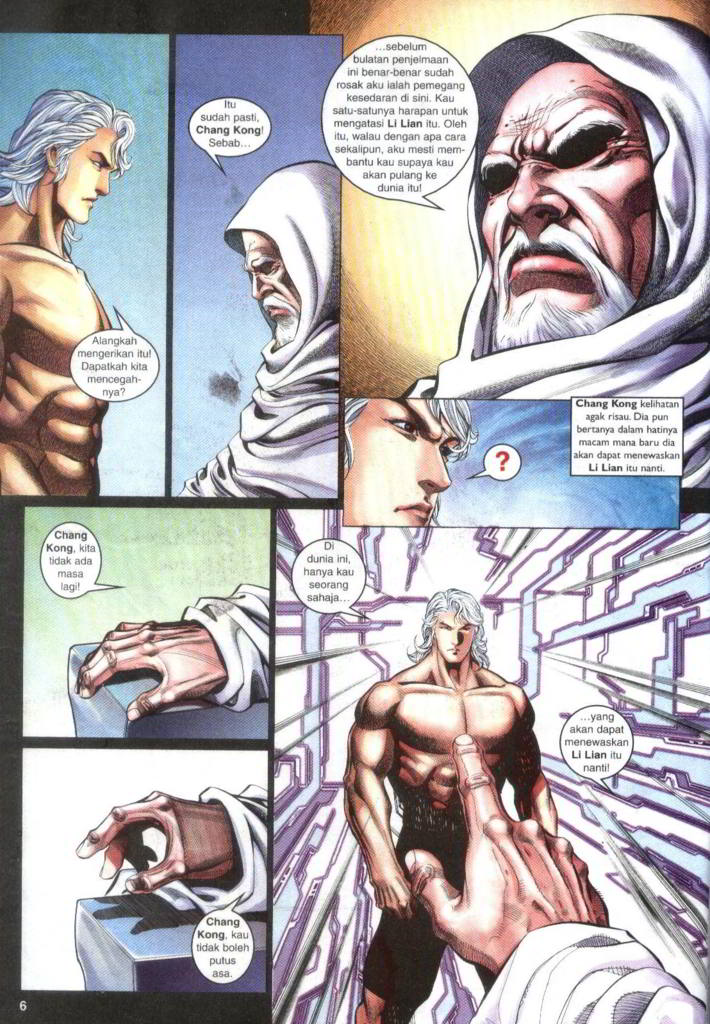 Alangkah
mengerikan itu!
Dapatkah kita
mencegah-
nya?
Itu
sudah pasti,
Chang Kong!
Sebab...
...sebelum
bulatan penjelmaan
ini benar-benar sudah
rosak aku ialah pemegang
kesedaran di sini. Kau
satu-satunya harapan untuk
mengatasi Li Lian itu. Oleh
itu, walau dengan apa cara
sekalipun, aku mesti mem-
bantu kau supaya kau
akan pulang ke
dunia itu!
?
Chang Kong kelihatan
agak risau. Dia pun
bertanya dalam hatinya
macam mana baru dia
akan dapat menewaskan
Li Lian itu nanti.
Chang
Kong, kita
tidak ada
masa
lagi!
Chang
Kong, kau
tidak boleh
putus
asa.
Di
dunia ini,
hanya kau
seorang
sahaja...
...yang
akan dapat
menewaskan
Li Lian itu
nanti!
6